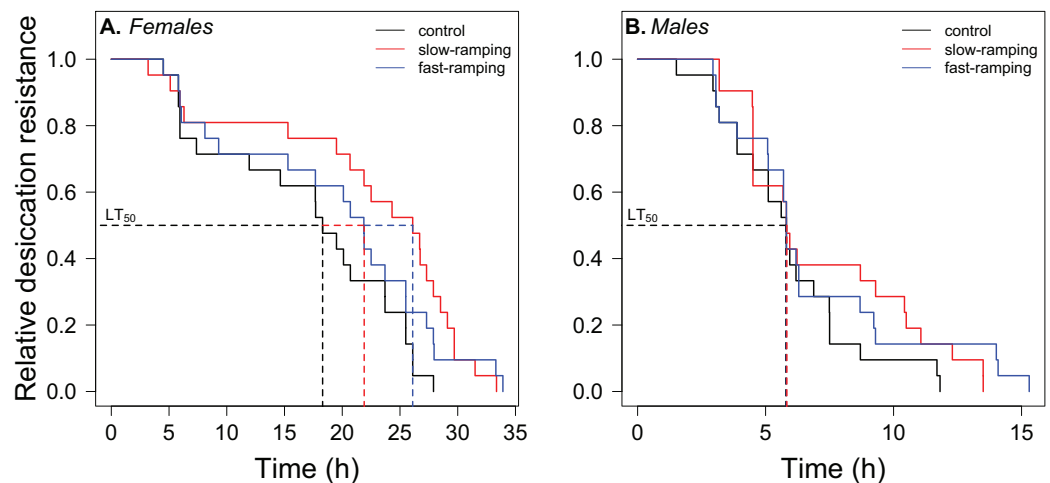 Relative desiccation resistance
A. Females
control
slow-ramping
fast-ramping
1.0
0.8
0.6
0.4
0.2
0.0
LT50
0 5 10 15 20 25 30 35
Time (h)
B. Males
control
slow-ramping
fast-ramping
1.0
0.8
0.6
0.4
0.2
0.0
LT50
0 5 10 15
Time (h)